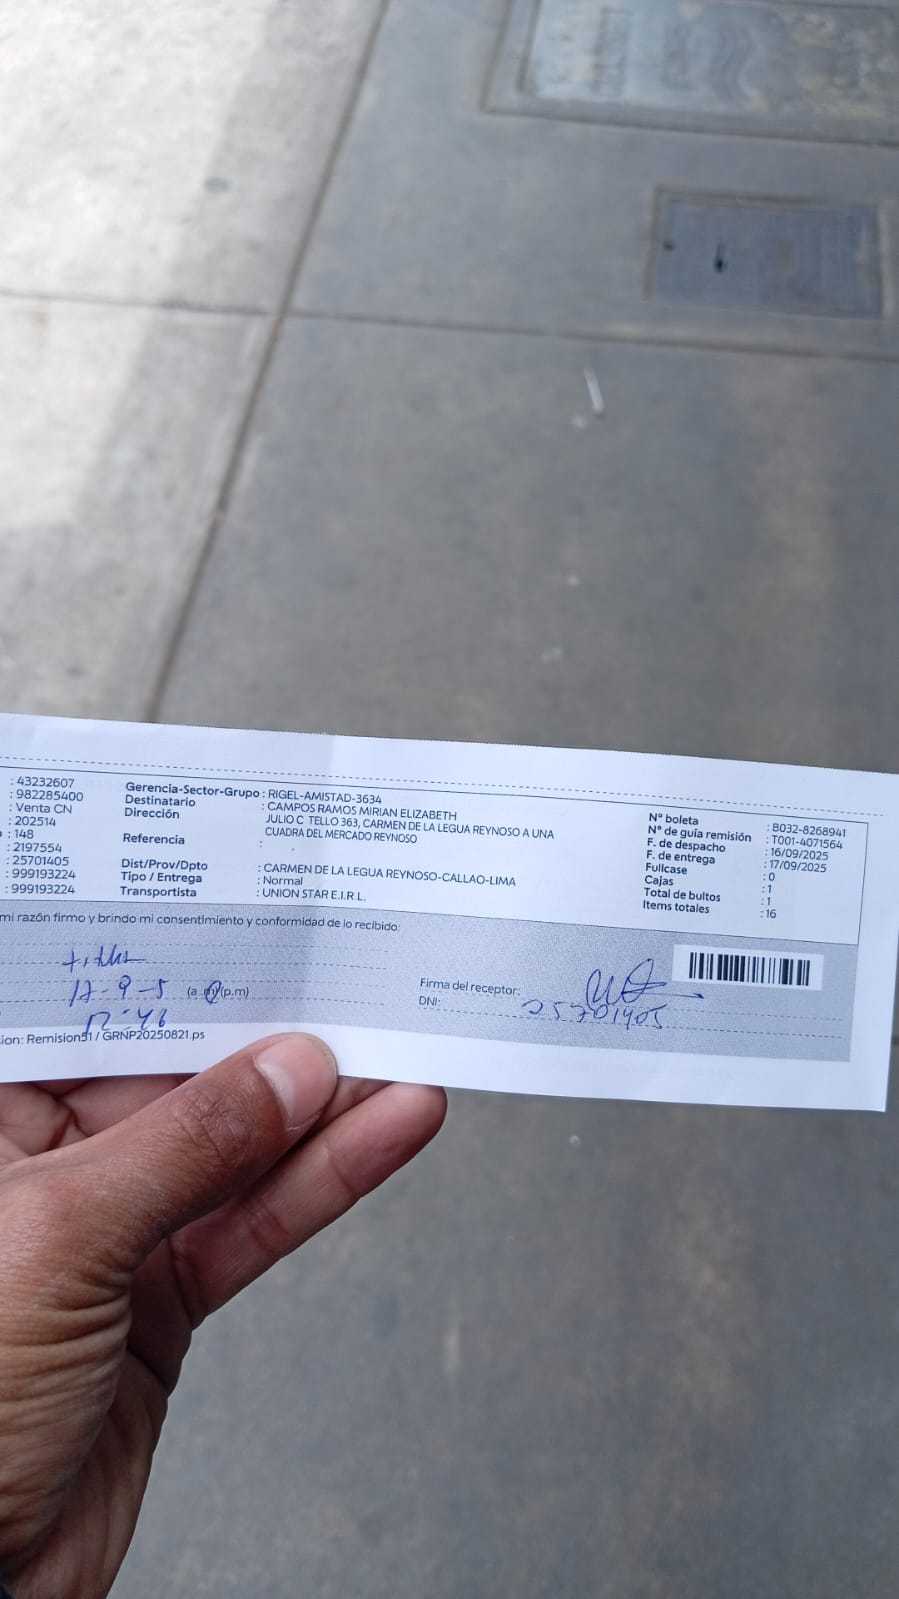 : 43232607
: 982285400
: Venta CN
: 202514
: 148
: 2197554
: 25701405
: 999193224
: 999193224
Gerencia-Sector-Grupo : RIGEL-AMISTAD-3634
Destinatario : CAMPOS RAMOS MIRIAN ELIZABETH
Dirección JULIO C TELLO 363, CARMEN DE LA LEGUA REYNOSO A UNA
CUADRA DEL MERCADO REYNOSO
Referencia :
Dist/Prov/Dpto : CARMEN DE LA LEGUA REYNOSO-CALLAO-LIMA
Tipo / Entrega : Normal
Transportista : UNION STAR E.I.R.L.
N° boleta : B032-8268941
N° de guía remisión : T001-4071564
F. de despacho : 16/09/2025
F. de entrega : 17/09/2025
Fullcase : 0
Cajas : 1
Total de bultos : 1
Items totales : 16
mi razón firmo y brindo mi consentimiento y conformidad de lo recibido:
17-9-5 (a.m/p.m)
12:46
Firma del receptor:
DNI: 25701405
ion: Remision51 / GRNP20250821.ps